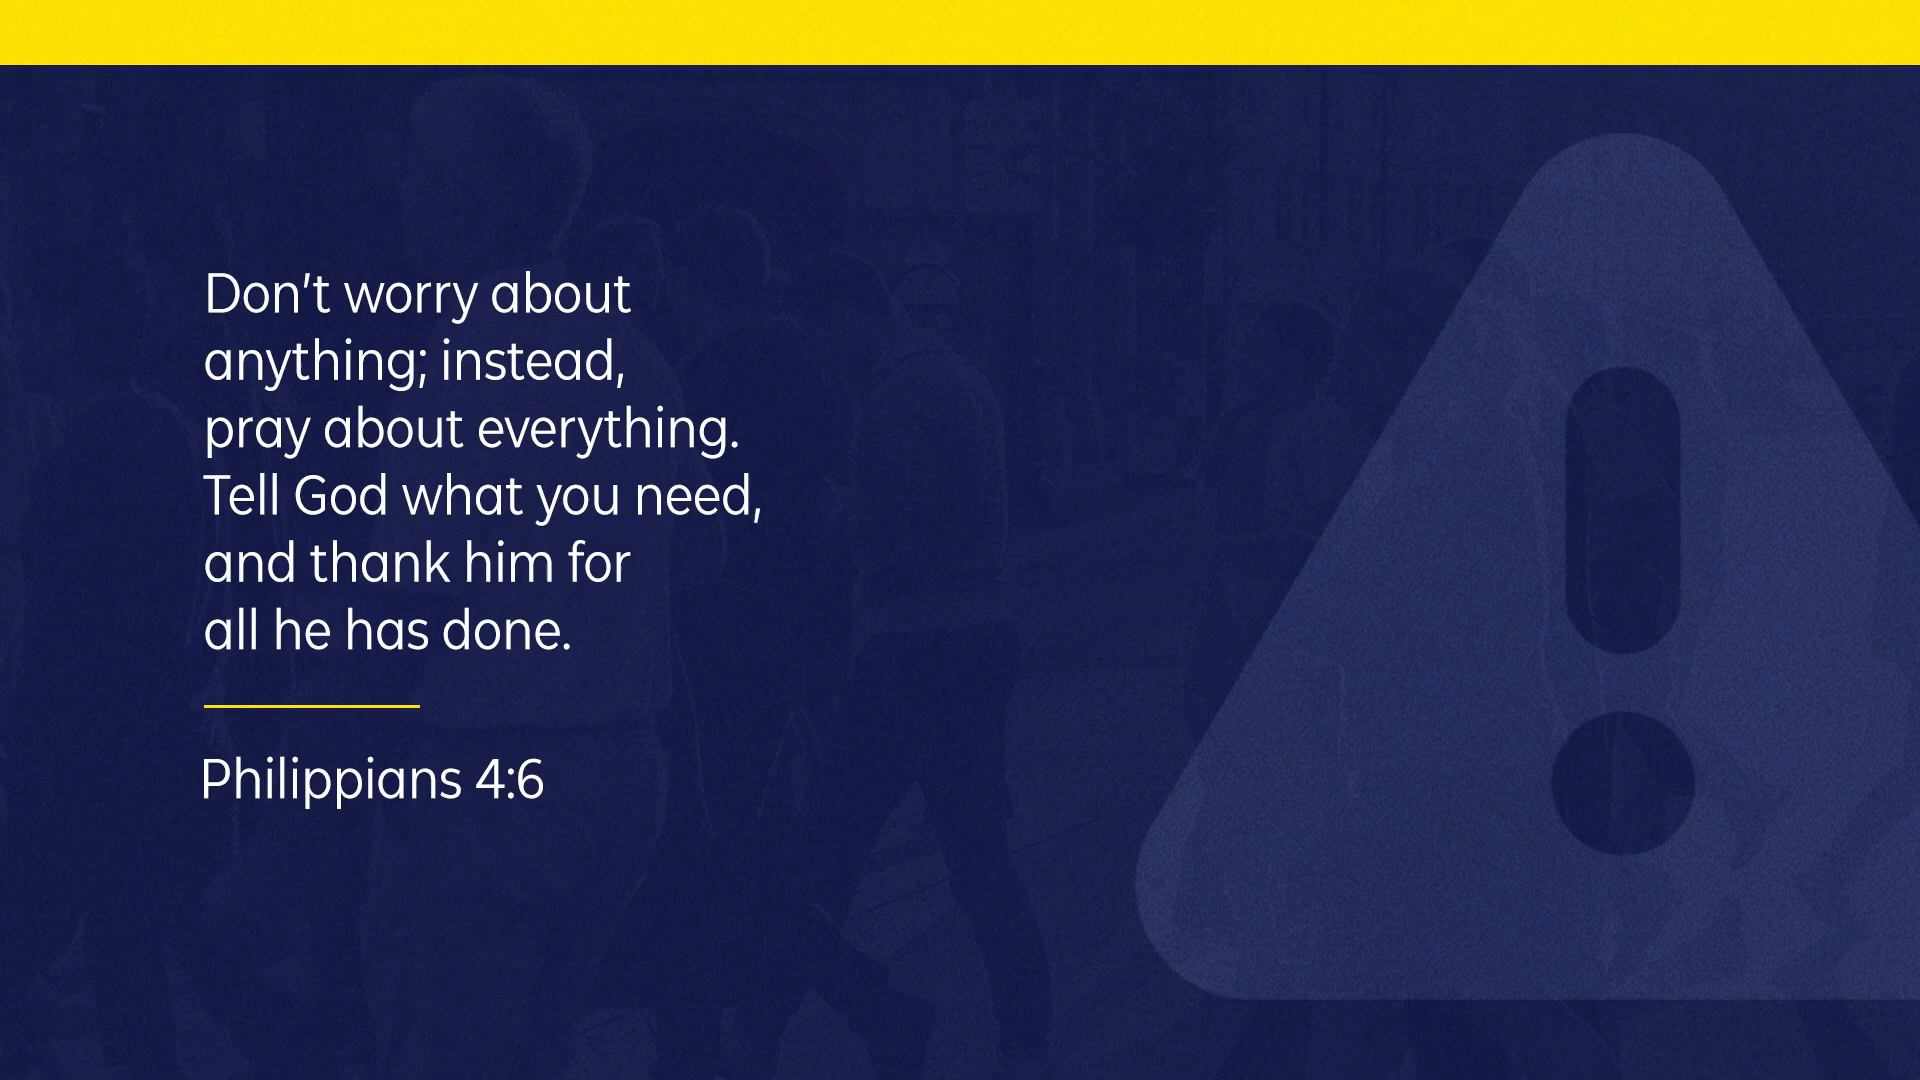 Don’t worry about
anything; instead,
pray about everything.
Tell God what you need,
and thank him for
all he has done.
Philippians 4:6